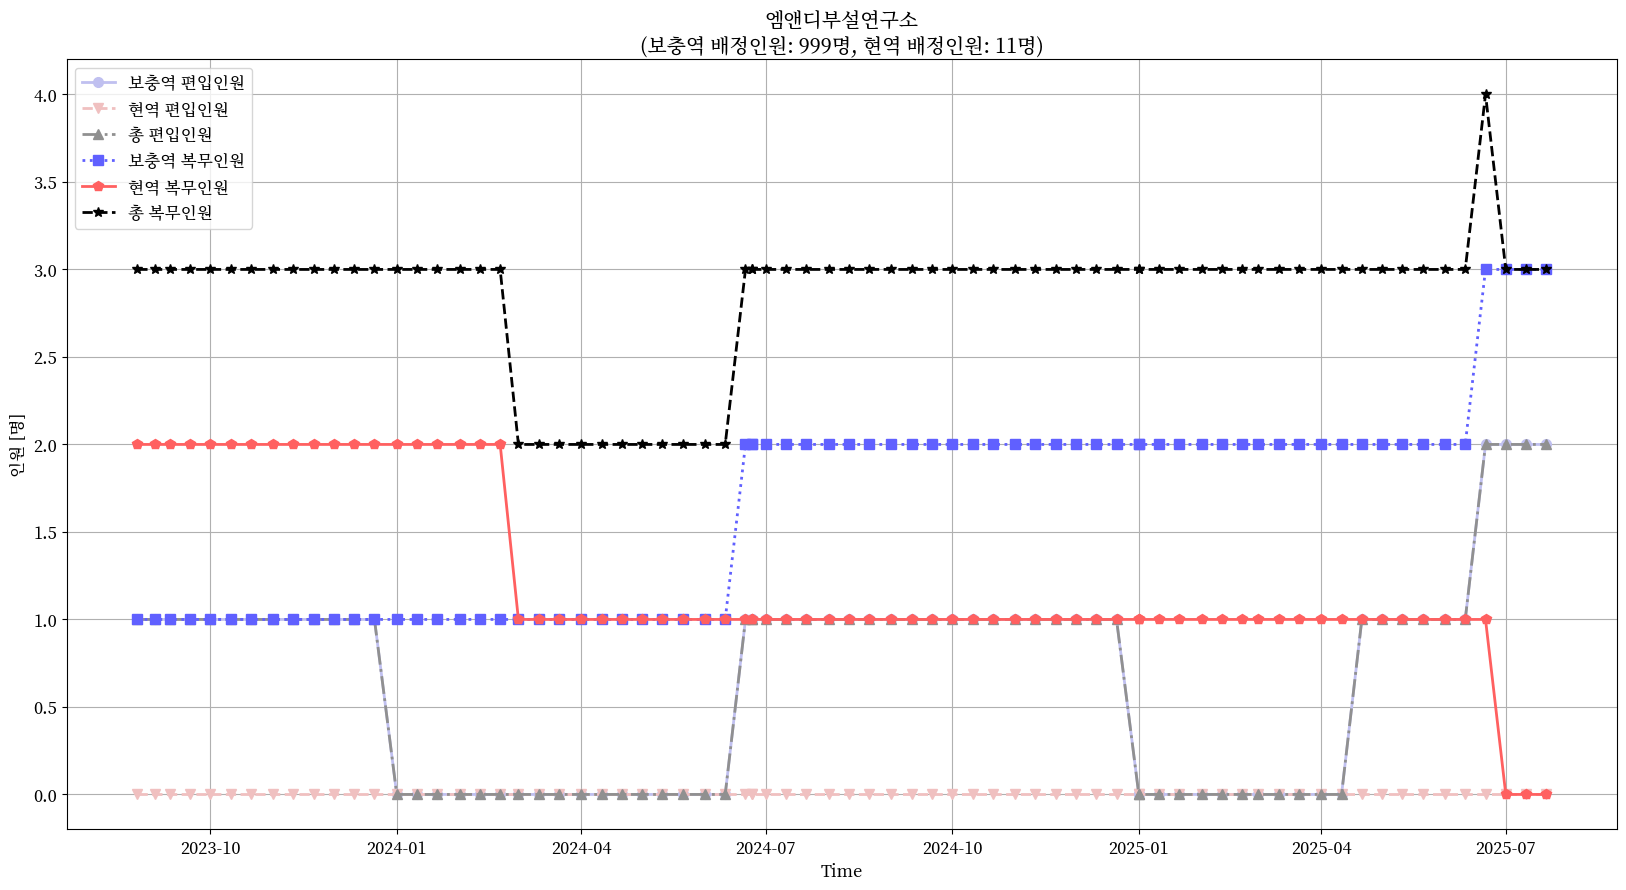 엠앤디부설연구소
(보충역 배정인원: 999명, 현역 배정인원: 11명)
보충역 편입인원
현역 편입인원
총 편입인원
보충역 복무인원
현역 복무인원
총 복무인원
4.0
3.5
3.0
2.5
2.0
1.5
1.0
0.5
0.0
인원 [명]
2023-10
2024-01
2024-04
2024-07
2024-10
2025-01
2025-04
2025-07
Time